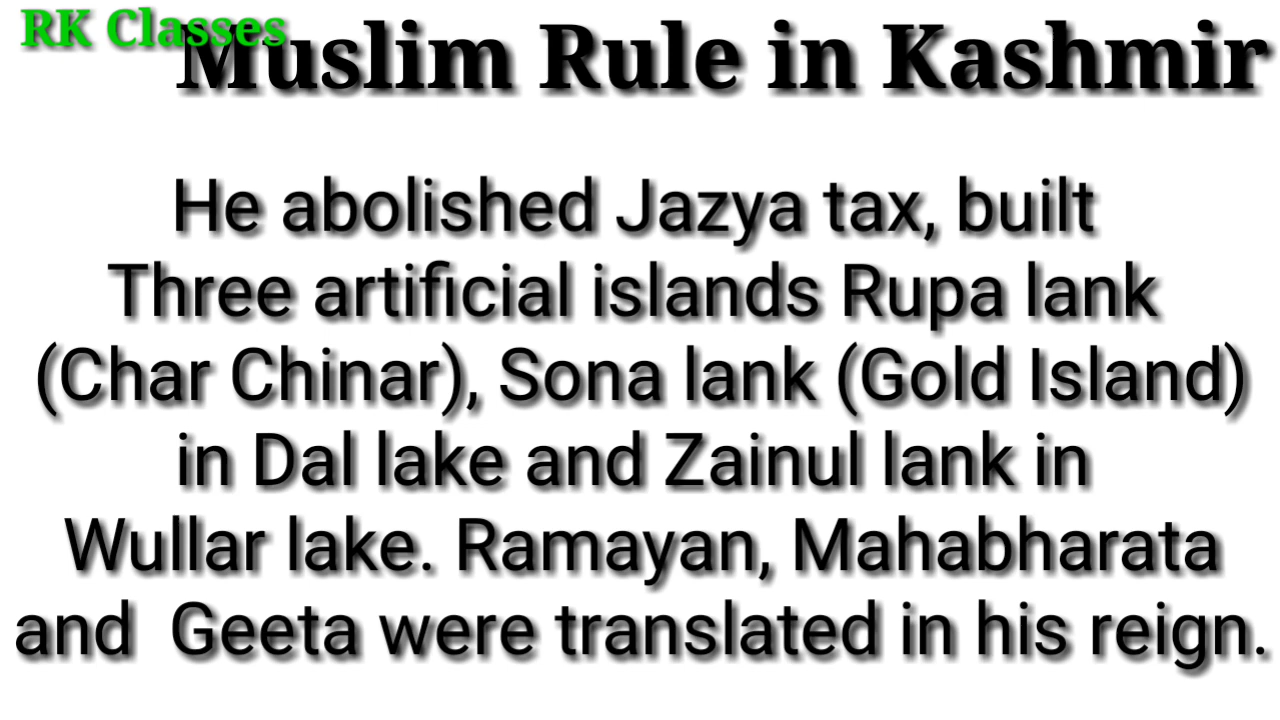 RK Classes
Muslim Rule in Kashmir
He abolished Jazya tax, built
Three artificial islands Rupa lank
(Char Chinar), Sona lank (Gold Island)
in Dal lake and Zainul lank in
Wullar lake. Ramayan, Mahabharata
and  Geeta were translated in his reign.